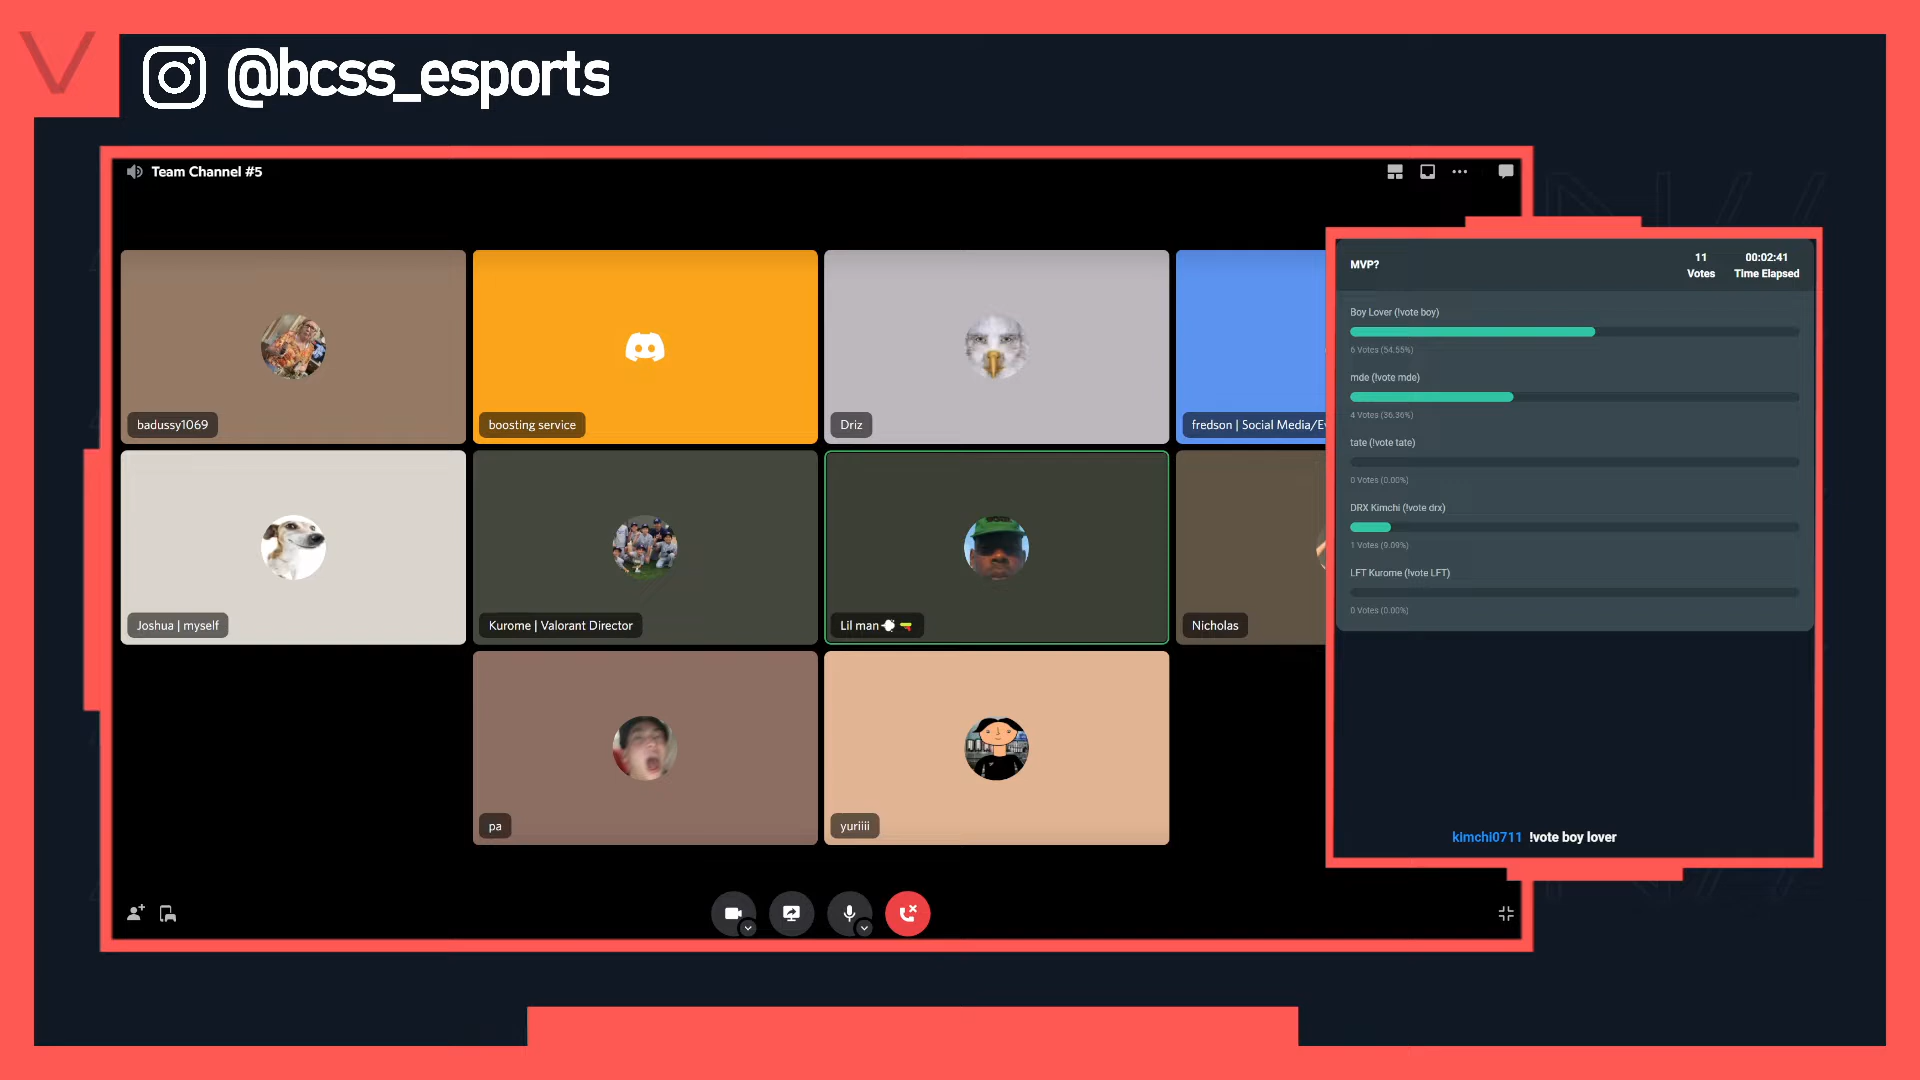 @bcss_esports
Team Channel #5
badussy1069
boosting service
Driz
fredson | Social Media/E
Joshua | myself
Kurome | Valorant Director
Lil man
Nicholas
pa
yuriiii
MVP?
11
Votes
00:02:41
Time Elapsed
Boy Lover (!vote boy)
6 Votes (54.55%)
mde (!vote mde)
4 Votes (36.36%)
tate (!vote tate)
0 Votes (0.00%)
DRX Kimchi (!vote drx)
1 Votes (9.09%)
LFT Kurome (!vote LFT)
0 Votes (0.00%)
kimchi0711 !vote boy lover